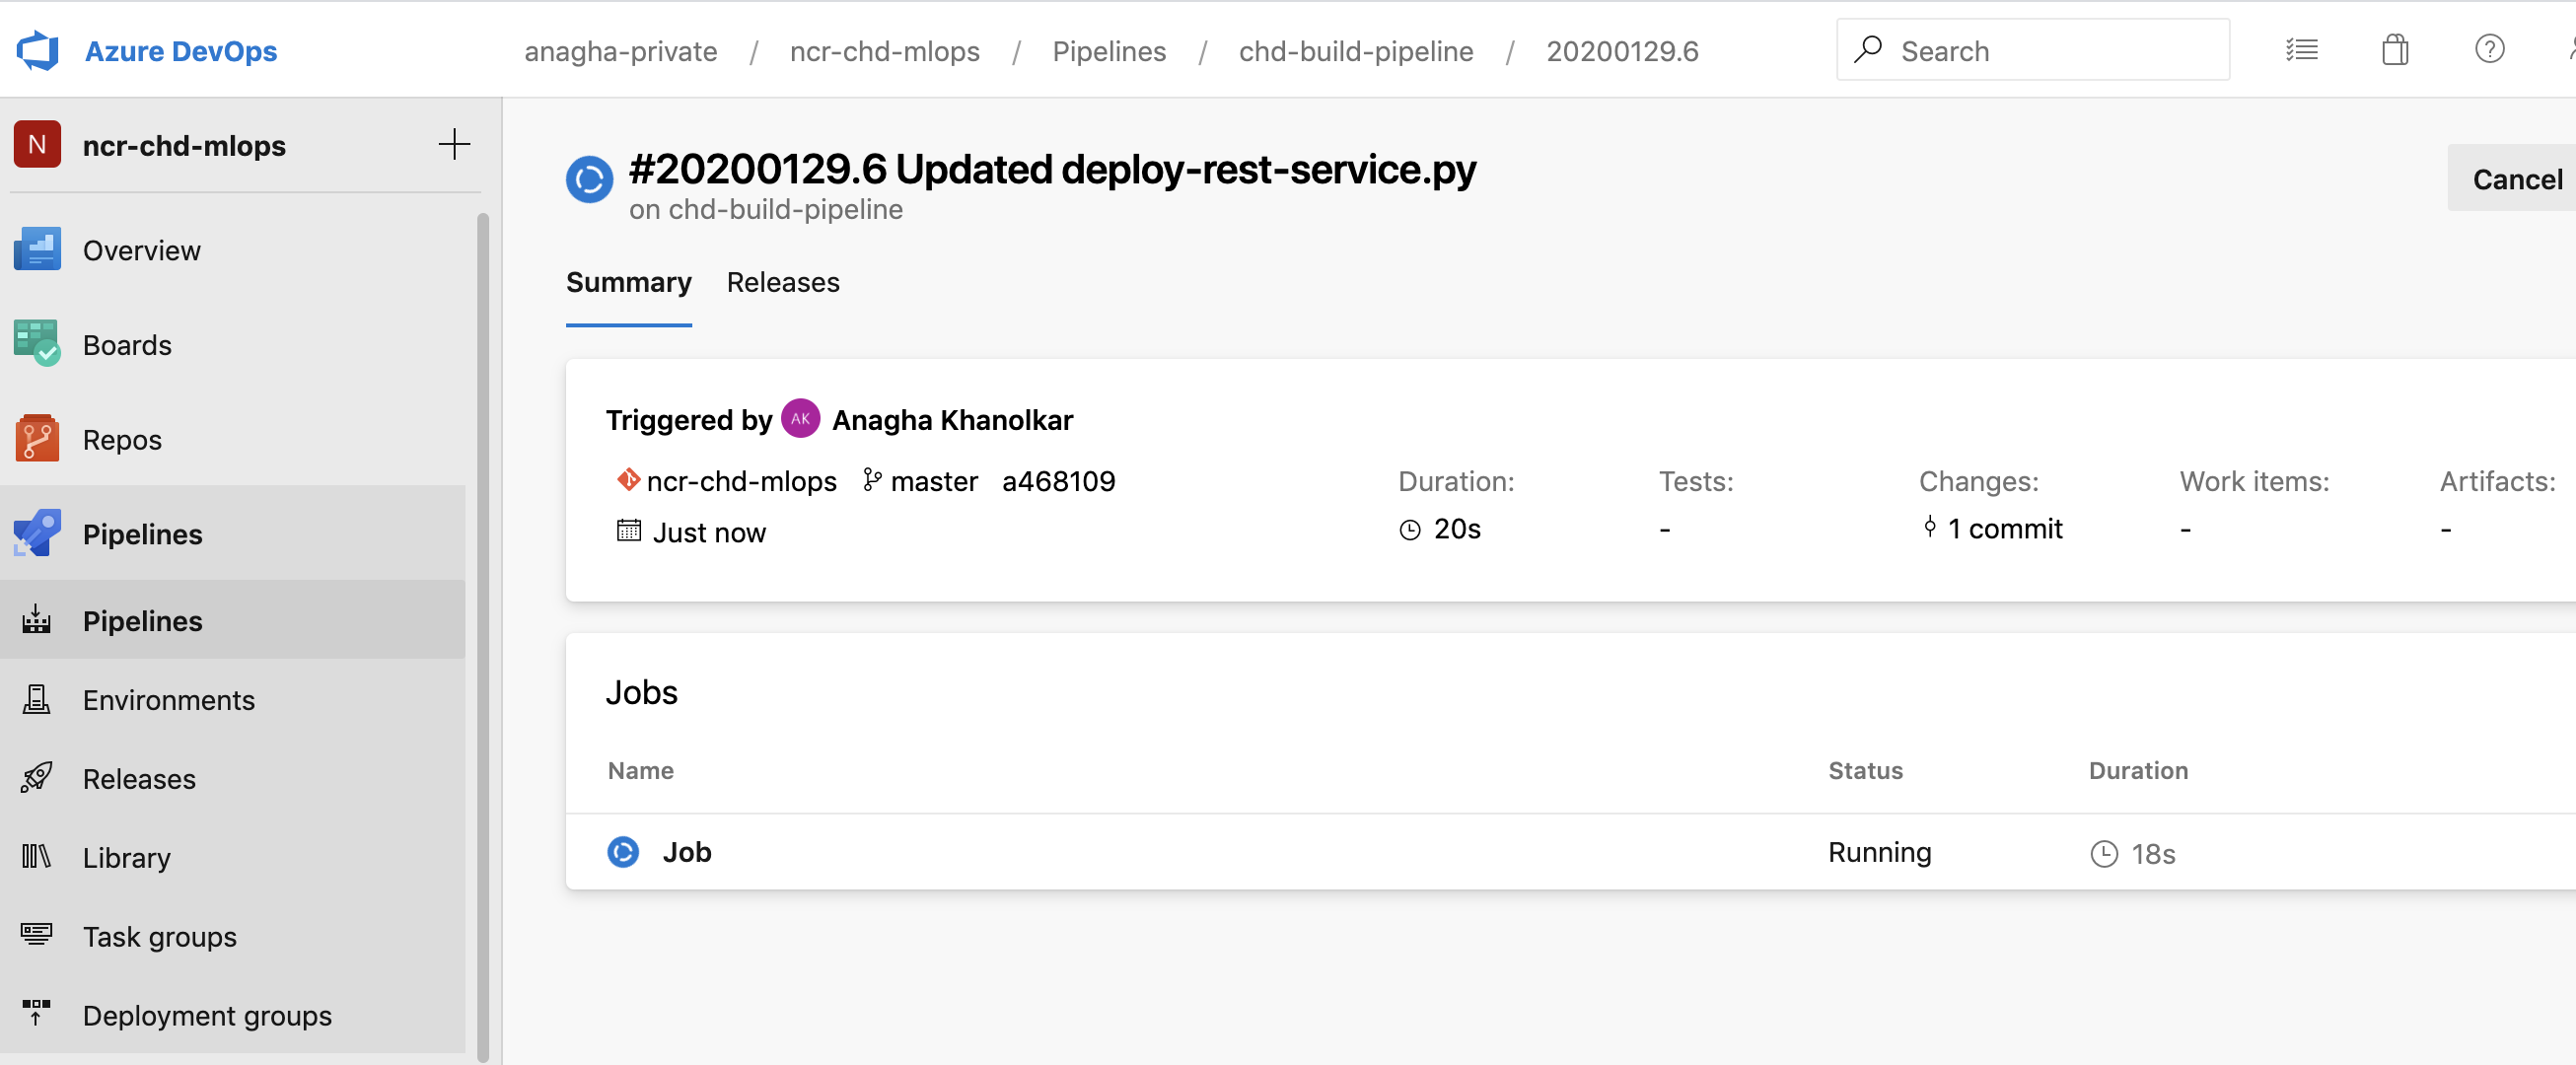 Azure DevOps
anagha-private / ncr-chd-mlops / Pipelines / chd-build-pipeline / 20200129.6
Search
N ncr-chd-mlops
Overview
Boards
Repos
Pipelines
Pipelines
Environments
Releases
Library
Task groups
Deployment groups
#20200129.6 Updated deploy-rest-service.py
on chd-build-pipeline
Cancel
Summary Releases
Triggered by AK Anagha Khanolkar
ncr-chd-mlops master a468109
Just now
Duration: Tests: Changes: Work items: Artifacts:
20s - 1 commit - -
Jobs
Name Status Duration
Job Running 18s